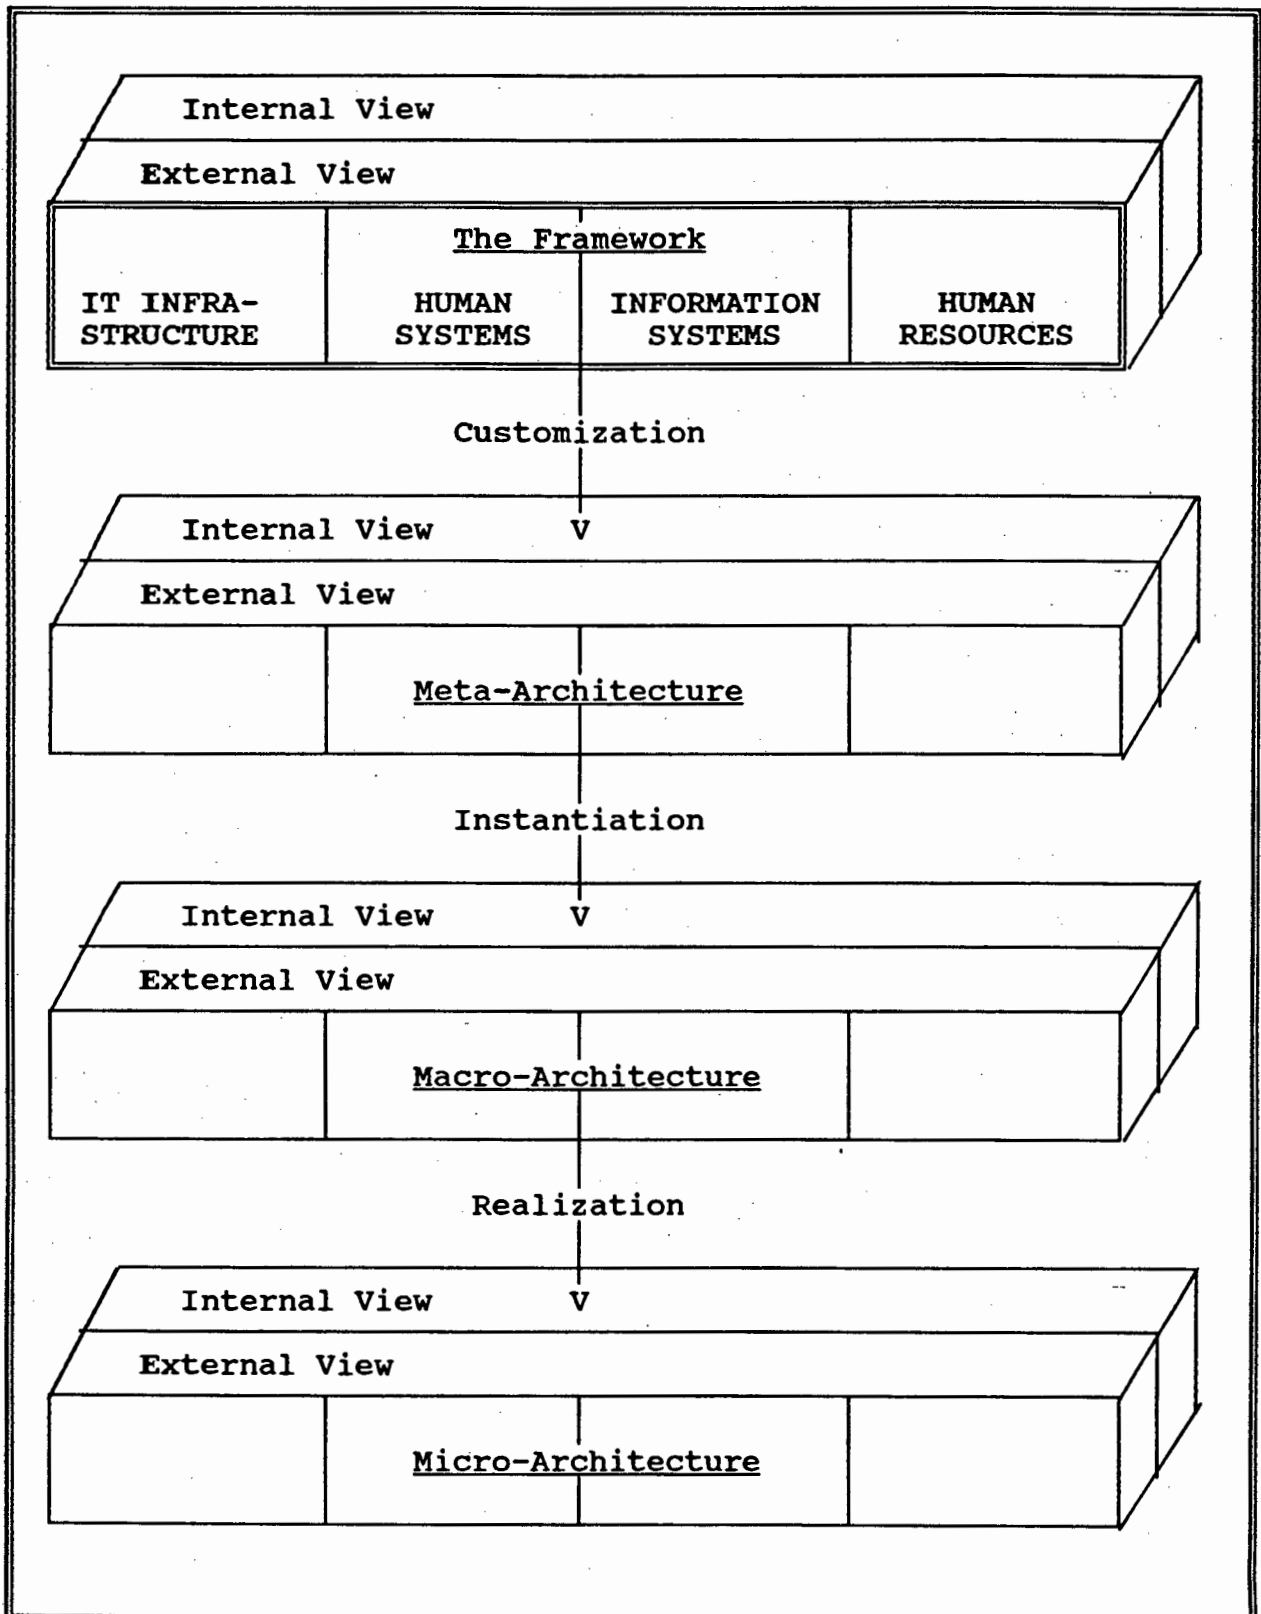 Internal View
External View
The Framework
IT INFRA- HUMAN INFORMATION HUMAN
STRUCTURE SYSTEMS SYSTEMS RESOURCES
Customization
Internal View V
External View
Meta-Architecture
Instantiation
Internal View V
External View
Macro-Architecture
Realization
Internal View V
External View
Micro-Architecture